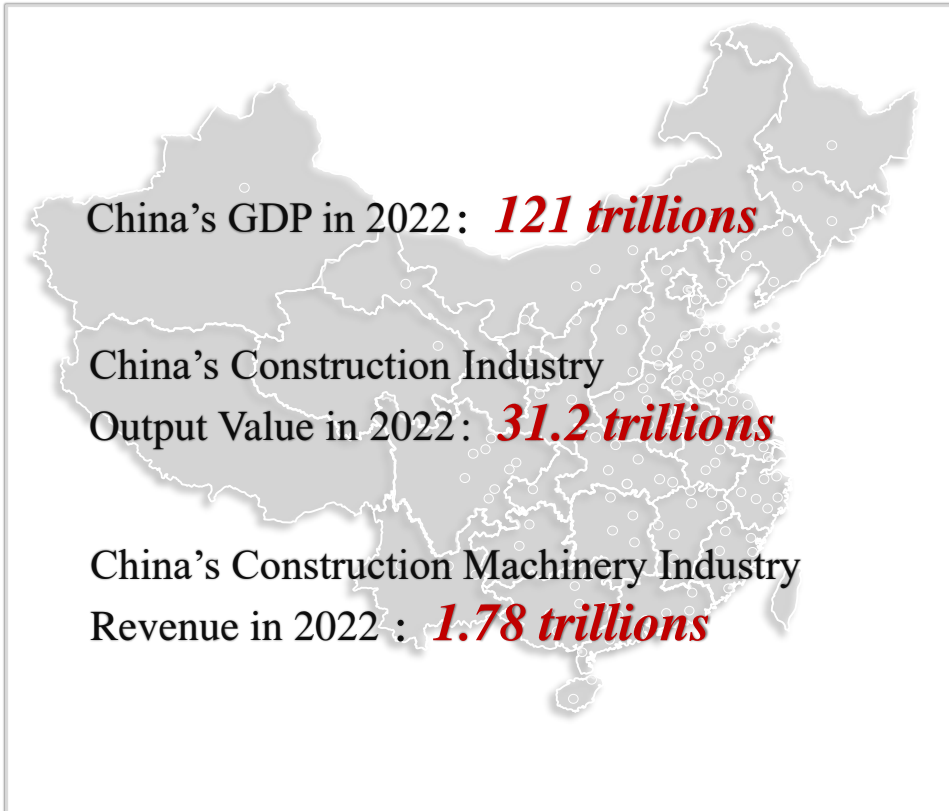 China’s GDP in 2022：121 trillions
China’s Construction Industry
Output Value in 2022：31.2 trillions
China’s Construction Machinery Industry
Revenue in 2022 ：1.78 trillions